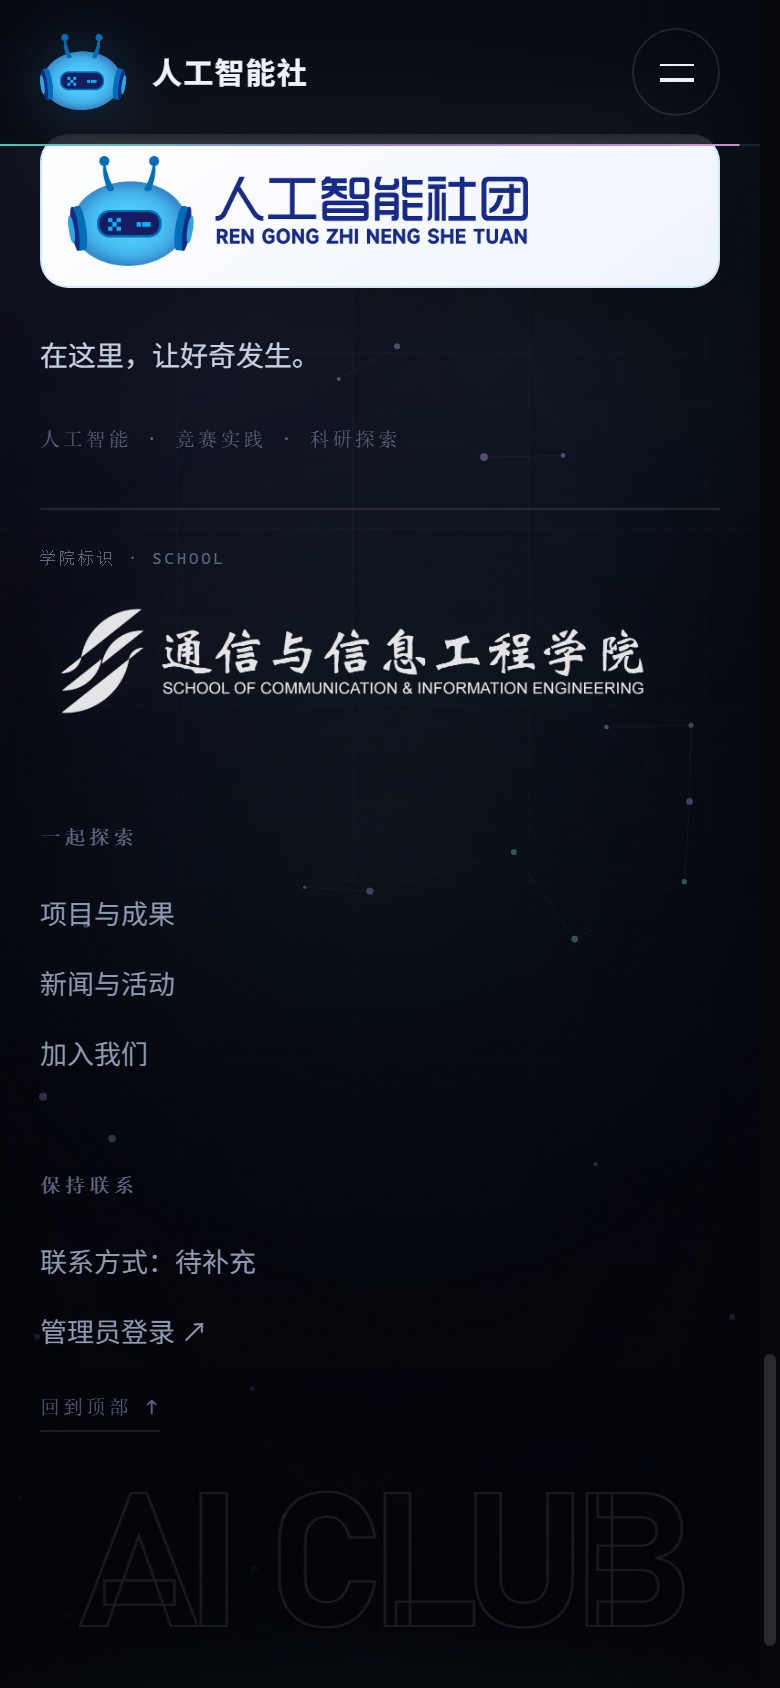 人工智能社
人工智能社团
REN GONG ZHI NENG SHE TUAN
在这里，让好奇发生。
人工智能 · 竞赛实践 · 科研探索
学院标识 · SCHOOL
通信与信息工程学院
SCHOOL OF COMMUNICATION & INFORMATION ENGINEERING
一起探索
项目与成果
新闻与活动
加入我们
保持联系
联系方式：待补充
管理员登录 ↗
回到顶部 ↑
AI CLUB